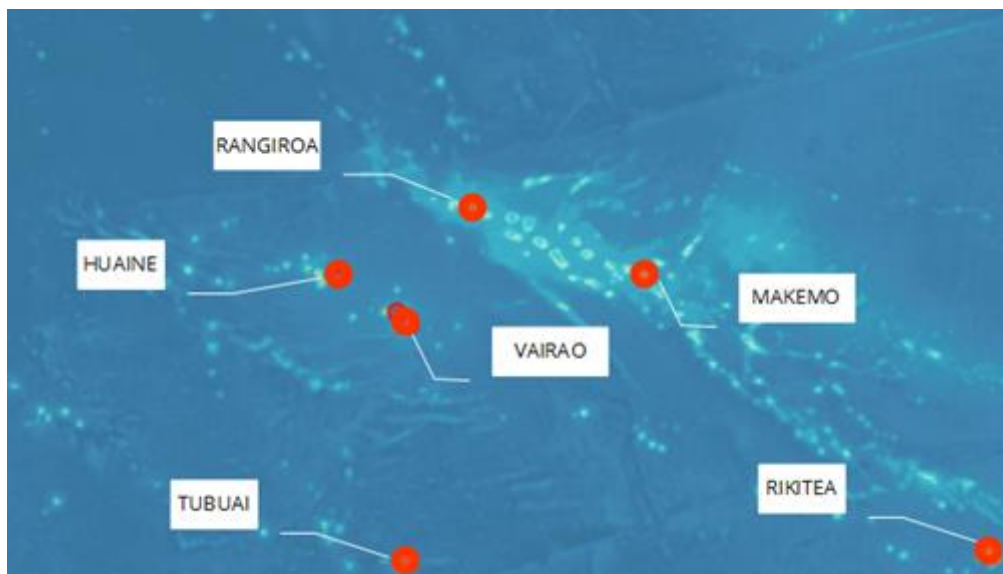 RANGIROA
HUAINE
MAKEMO
VAIRAO
RIKITEA
TUBUAI